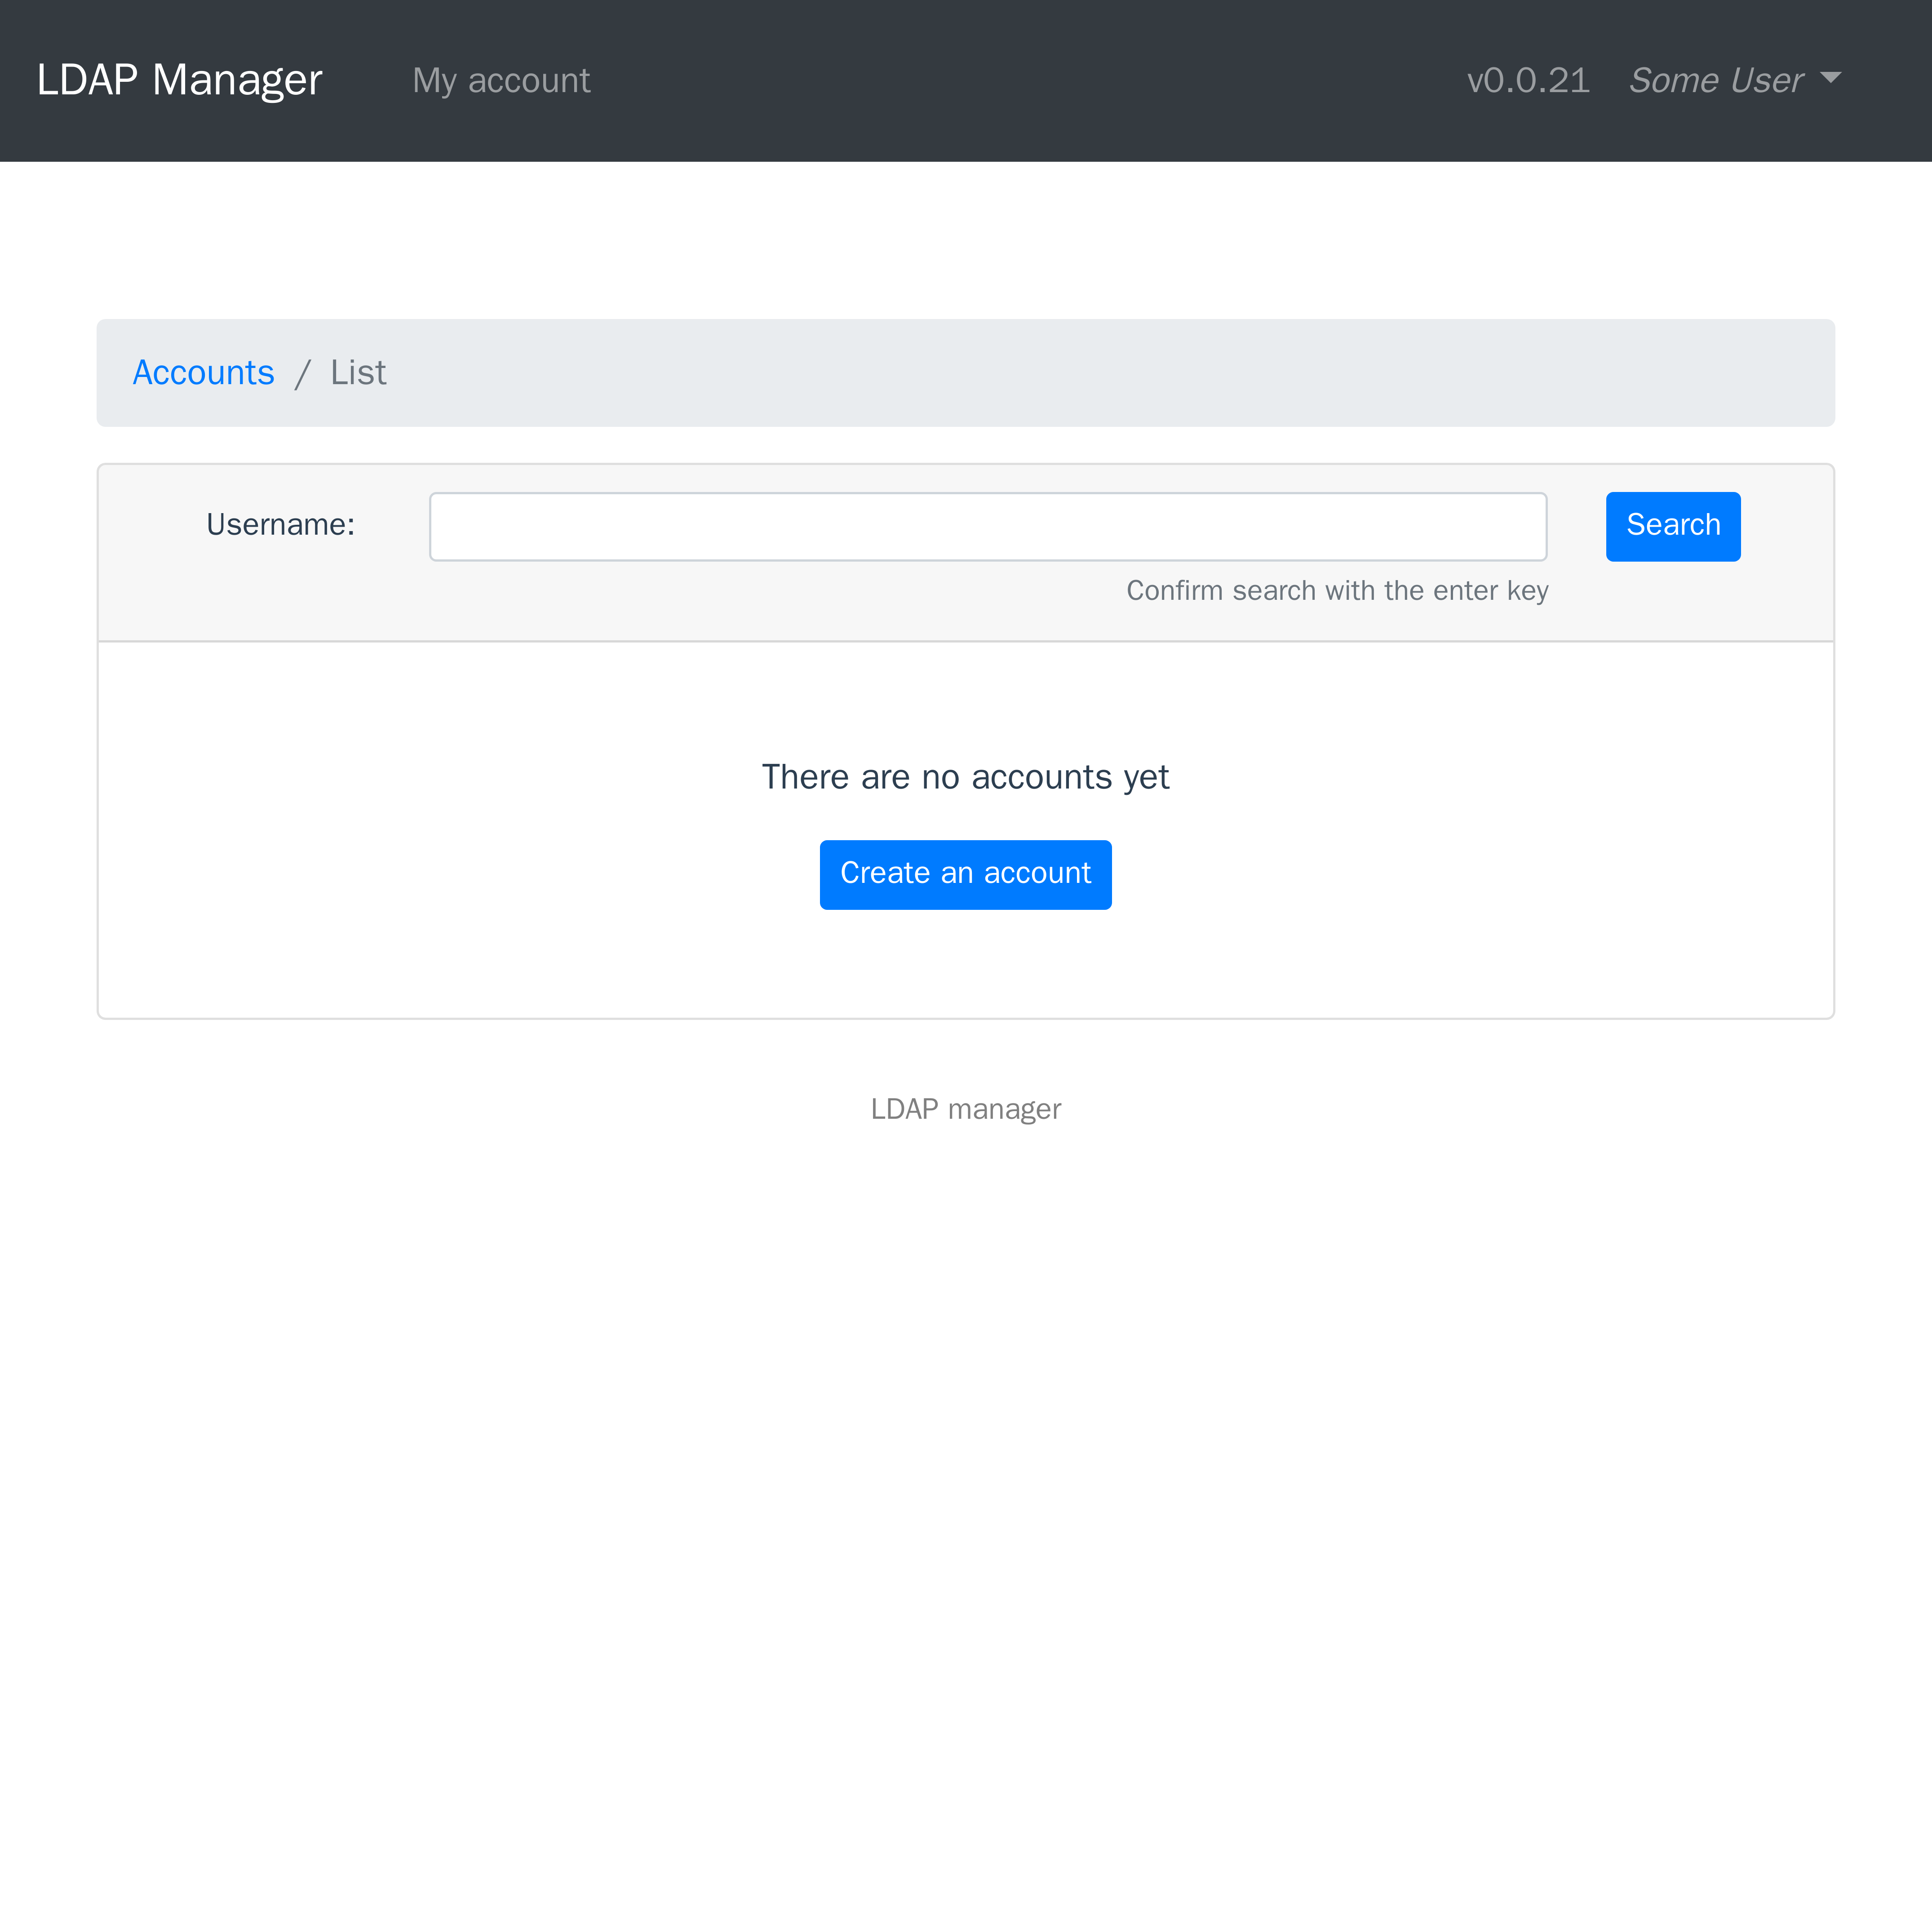 LDAP Manager My account v0.0.21 Some User
Accounts / List
Username: Search
Confirm search with the enter key
There are no accounts yet
Create an account
LDAP manager